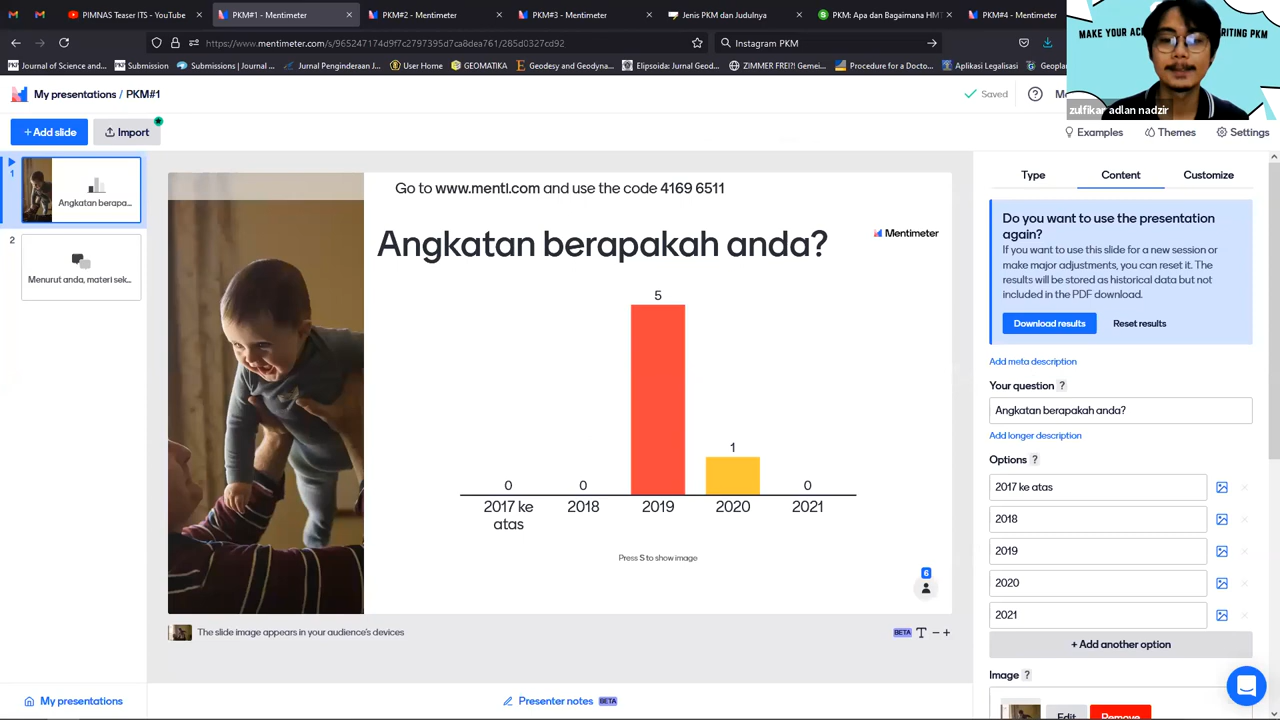 PIMNAS Teaser ITS - YouTube
PKM#1 - Mentimeter
PKM#2 - Mentimeter
PKM#3 - Mentimeter
Jenis PKM dan Judulnya
PKM: Apa dan Bagaimana HMT
PKM#4 - Mentimeter
https://www.mentimeter.com/s/965247174d9f7c2797395d7ca8dea761/285d0327cd92
Instagram PKM
Journal of Science and...
Submission
Submissions | Journal...
Jurnal Penginderaan J...
User Home
GEOMATIKA
Geodesy and Geodyna...
Elipsoida: Jurnal Geod...
ZIMMER FREI?! Gemei...
Procedure for a Docto...
Aplikasi Legalisasi
MAKE YOUR
zulfikar adlan nadzir
My presentations / PKM#1
Saved
+ Add slide
Import
Examples
Themes
Settings
1
Angkatan berapa...
2
Menurut anda, materi sek...
Go to www.menti.com and use the code 4169 6511
Angkatan berapakah anda?
Mentimeter
5
1
0
0
0
2017 ke atas
2018
2019
2020
2021
Press S to show image
6
The slide image appears in your audience's devices
BETA
Type
Content
Customize
Do you want to use the presentation
again?
If you want to use this slide for a new session or
make major adjustments, you can reset it. The
results will be stored as historical data but not
included in the PDF download.
Download results
Reset results
Add meta description
Your question ?
Angkatan berapakah anda?
Add longer description
Options ?
2017 ke atas
2018
2019
2020
2021
+ Add another option
Image ?
Edit
Remove
My presentations
Presenter notes BETA